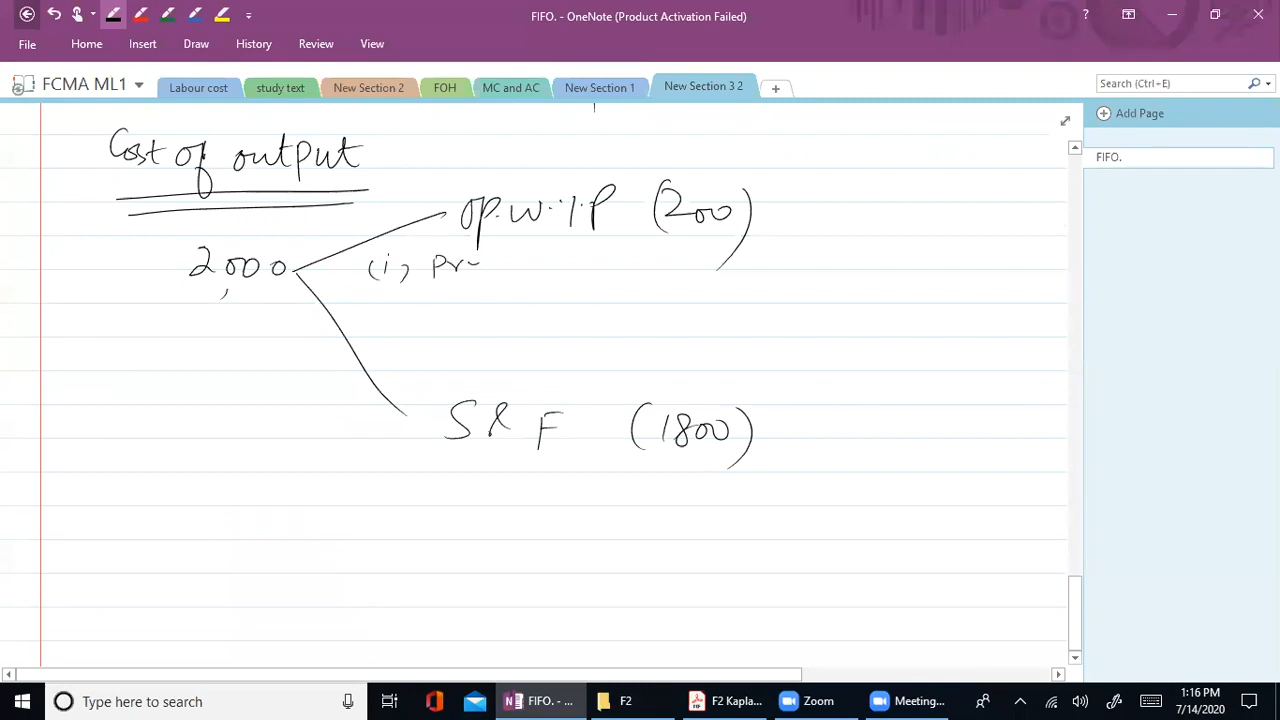 FIFO. - OneNote (Product Activation Failed)
?
File Home Insert Draw History Review View
FCMA ML1 Labour cost study text New Section 2 FOH MC and AC New Section 1 New Section 3 2
Search (Ctrl+E)
Add Page
FIFO.
Cost of output
op. w.i.P (200)
2,000 (i, pr-
S & F (1800)
Type here to search
FIFO. - ... F2 F2 Kapla... Zoom Meeting...
1:16 PM
7/14/2020